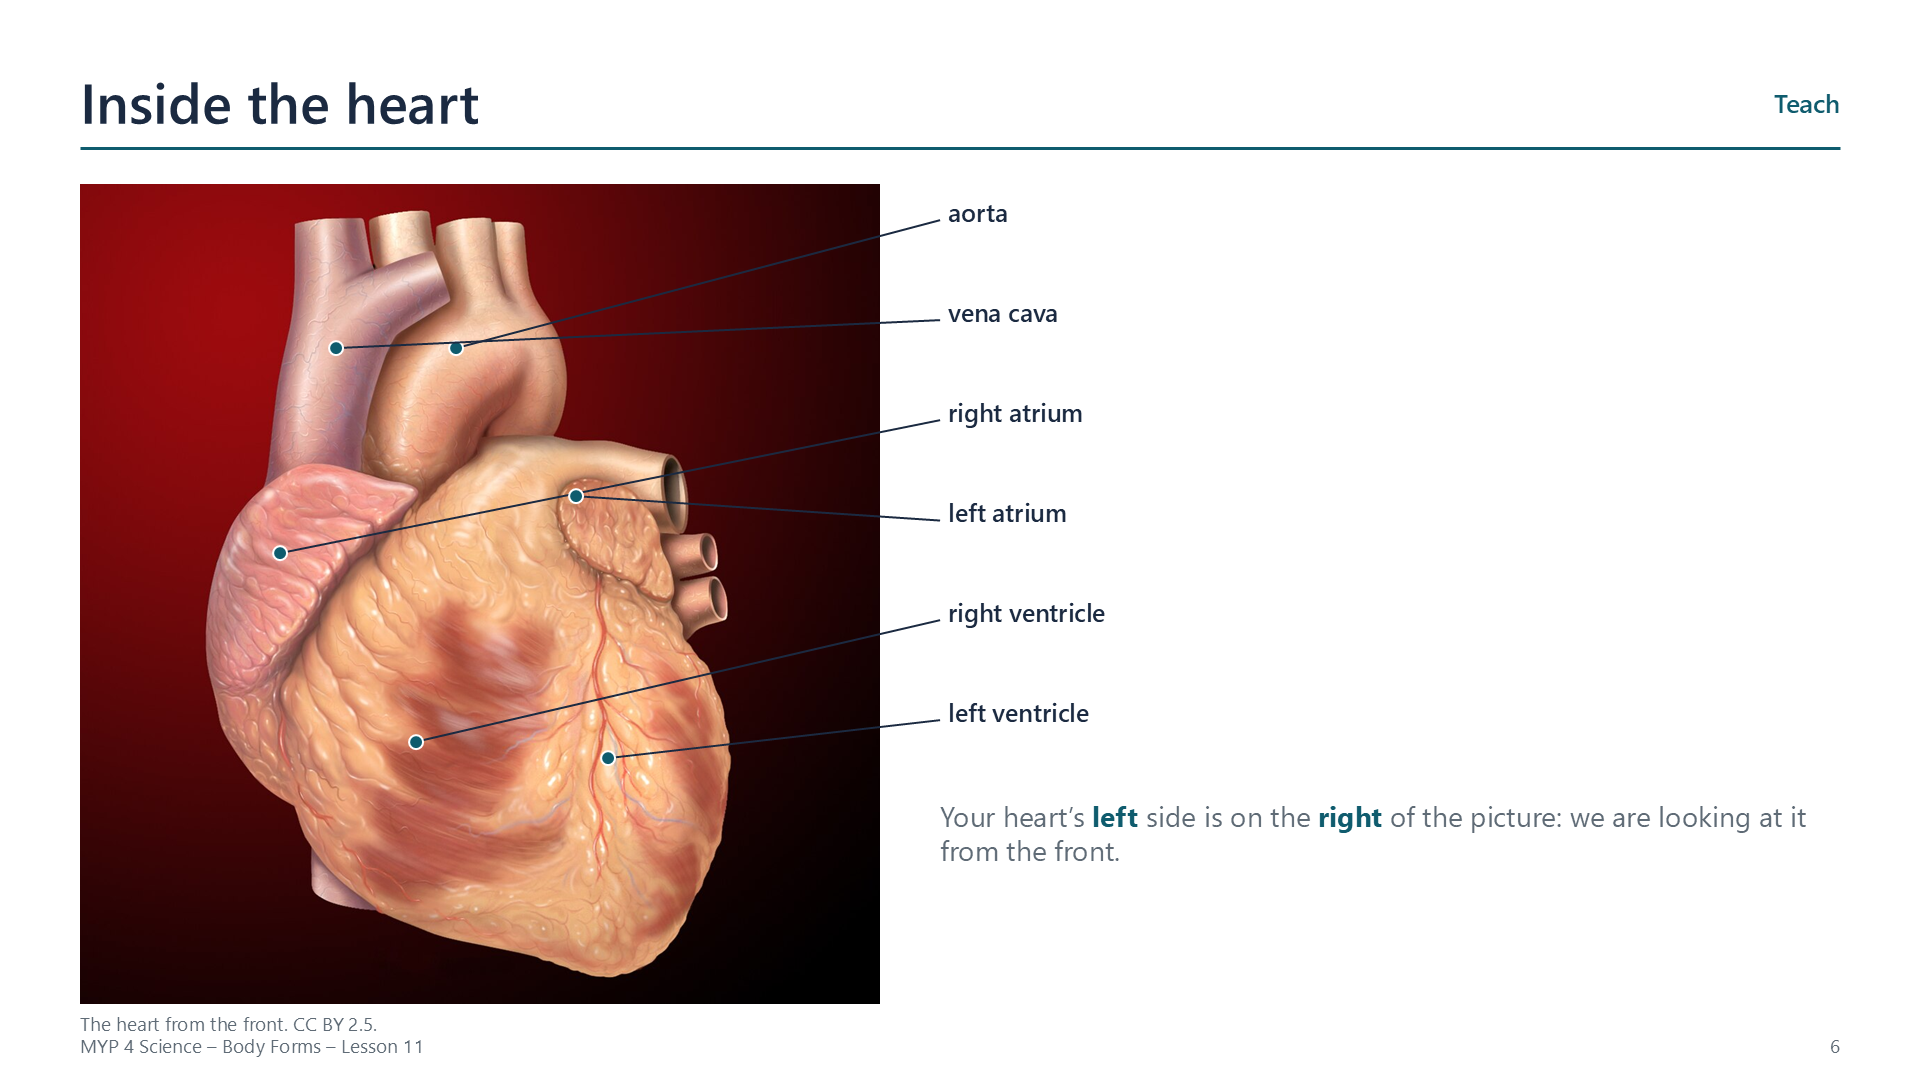 Inside the heart
Teach
aorta
vena cava
right atrium
left atrium
right ventricle
left ventricle
Your heart’s left side is on the right of the picture: we are looking at it
from the front.
The heart from the front. CC BY 2.5.
MYP 4 Science – Body Forms – Lesson 11
6